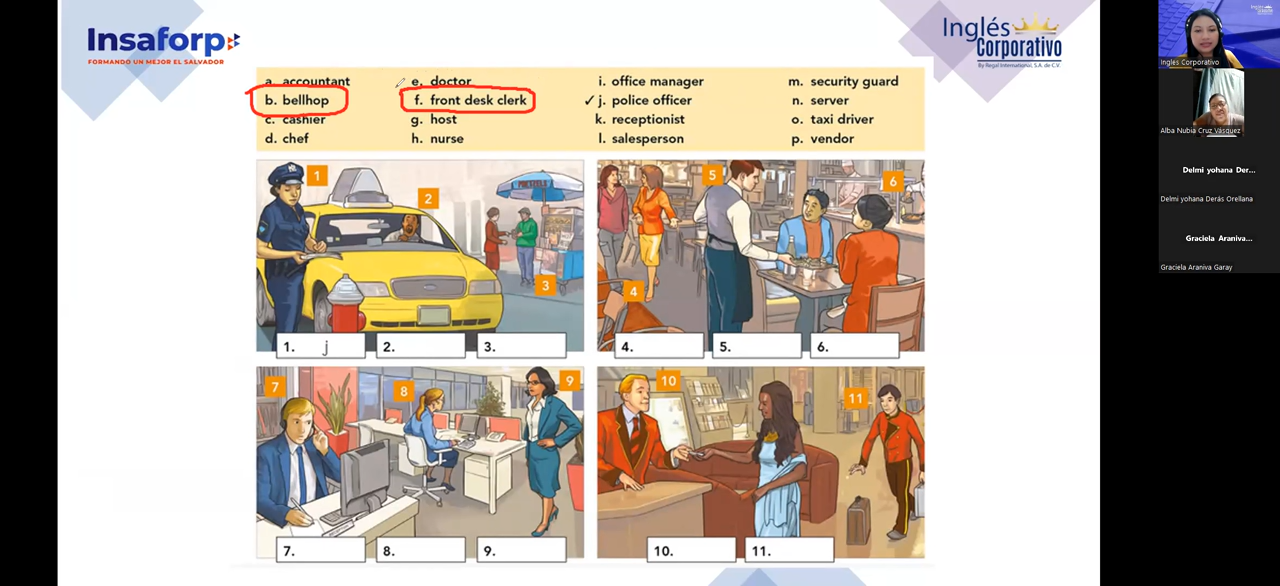 Insaforp
FORMANDO UN MEJOR EL SALVADOR
Inglés
Corporativo
By Regal International, S.A. de C.V.
a. accountant
b. bellhop
c. cashier
d. chef
e. doctor
f. front desk clerk
g. host
h. nurse
i. office manager
✓ j. police officer
k. receptionist
l. salesperson
m. security guard
n. server
o. taxi driver
p. vendor
1
2
3
4
5
6
1. j
2.
3.
4.
5.
6.
7
8
9
10
11
7.
8.
9.
10.
11.
Inglés Corporativo
Alba Nubia Cruz Vásquez
Delmi yohana Der...
Delmi yohana Derás Orellana
Graciela Araniva...
Graciela Araniva Garay